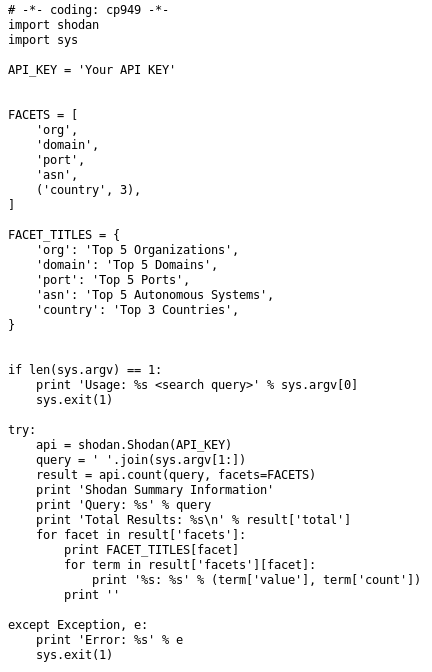 # -*- coding: cp949 -*-
import shodan
import sys

API_KEY = 'Your API KEY'


FACETS = [
    'org',
    'domain',
    'port',
    'asn',
    ('country', 3),
]

FACET_TITLES = {
    'org': 'Top 5 Organizations',
    'domain': 'Top 5 Domains',
    'port': 'Top 5 Ports',
    'asn': 'Top 5 Autonomous Systems',
    'country': 'Top 3 Countries',
}


if len(sys.argv) == 1:
    print 'Usage: %s <search query>' % sys.argv[0]
    sys.exit(1)

try:
    api = shodan.Shodan(API_KEY)
    query = ' '.join(sys.argv[1:])
    result = api.count(query, facets=FACETS)
    print 'Shodan Summary Information'
    print 'Query: %s' % query
    print 'Total Results: %s\n' % result['total']
    for facet in result['facets']:
        print FACET_TITLES[facet]
        for term in result['facets'][facet]:
            print '%s: %s' % (term['value'], term['count'])
        print ''

except Exception, e:
    print 'Error: %s' % e
    sys.exit(1)